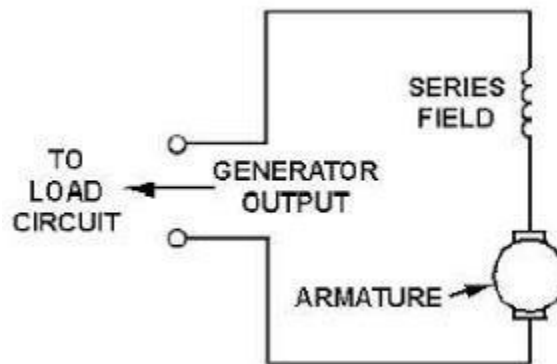 SERIES
FIELD
TO
LOAD
CIRCUIT
GENERATOR
OUTPUT
ARMATURE